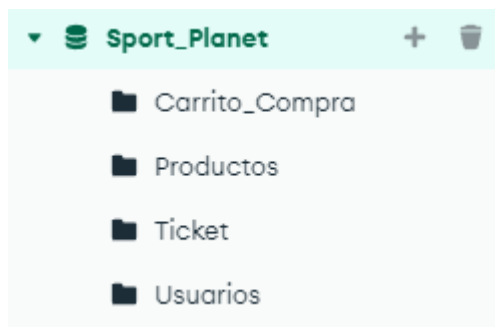 Sport_Planet
Carrito_Compra
Productos
Ticket
Usuarios